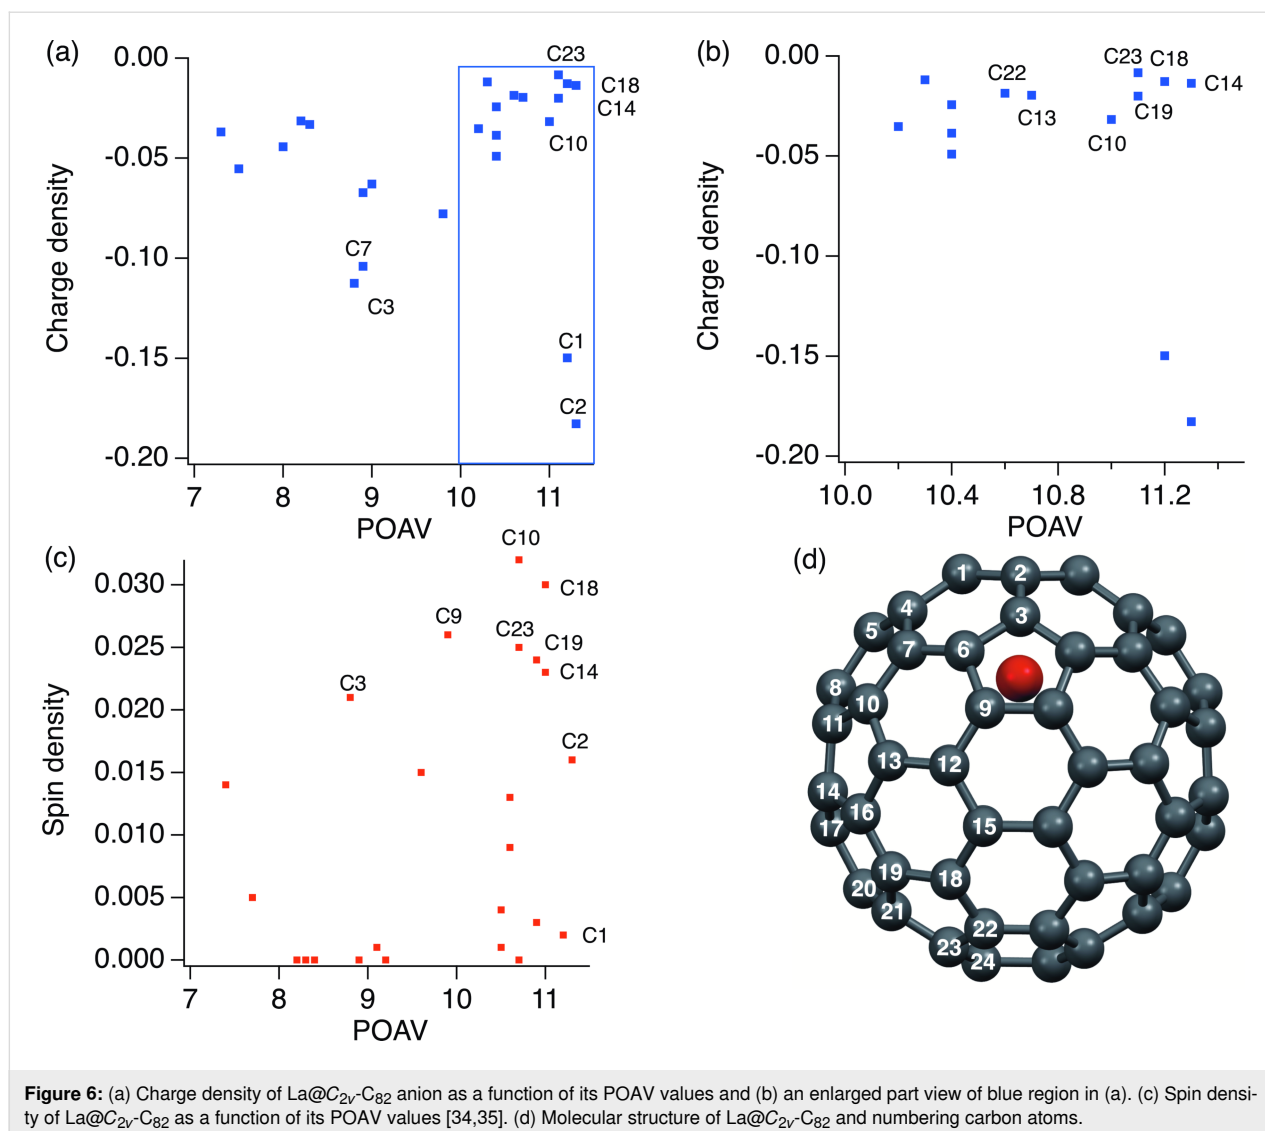 (a)
0.00
-0.05
-0.10
-0.15
-0.20
Charge density
C23
C18
C14
C10
C7
C3
C1
C2
7 8 9 10 11
POAV
(b)
0.00
-0.05
-0.10
-0.15
-0.20
Charge density
C23 C18
C22
C14
C13
C19
C10
10.0 10.4 10.8 11.2
POAV
(c)
0.030
0.025
0.020
0.015
0.010
0.005
0.000
Spin density
C10
C18
C9
C23
C19
C14
C3
C2
C1
7 8 9 10 11
POAV
(d)
1 2
3
4
5
7 6
8
10 9
11
13 12
14
16
17 15
19 18
20
21
22
23
24
Figure 6: (a) Charge density of La@C2v-C82 anion as a function of its POAV values and (b) an enlarged part view of blue region in (a). (c) Spin densi-
ty of La@C2v-C82 as a function of its POAV values [34,35]. (d) Molecular structure of La@C2v-C82 and numbering carbon atoms.